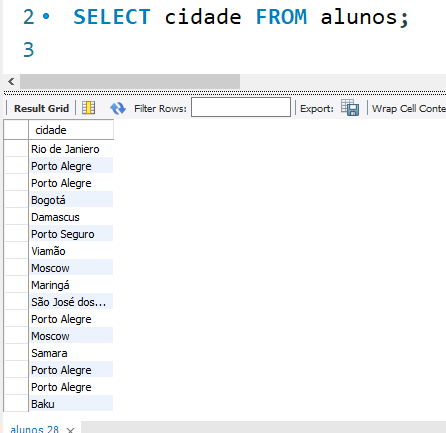 2 SELECT cidade FROM alunos;
3
Result Grid Filter Rows: Export: Wrap Cell Conte
cidade
Rio de Janiero
Porto Alegre
Porto Alegre
Bogotá
Damascus
Porto Seguro
Viamão
Moscow
Maringá
São José dos...
Porto Alegre
Moscow
Samara
Porto Alegre
Porto Alegre
Baku
alunos 28 ×